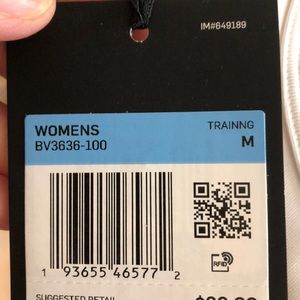 IM#649189
WOMENS TRAINNG
BV3636-100 M
RFID
1 93655 46577 2
SUGGESTED RETAIL